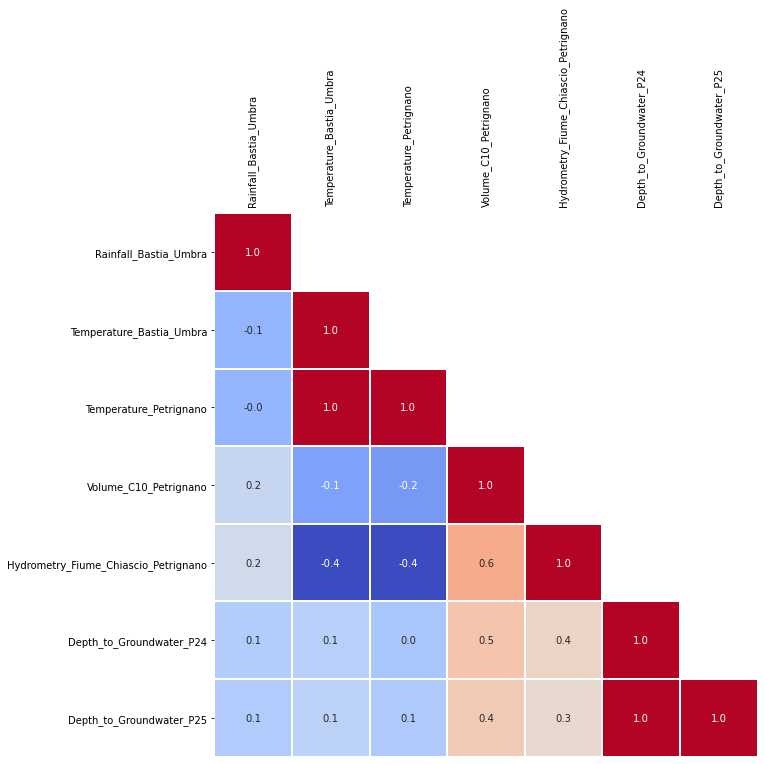 Rainfall_Bastia_Umbra
Temperature_Bastia_Umbra
Temperature_Petrignano
Volume_C10_Petrignano
Hydrometry_Fiume_Chiascio_Petrignano
Depth_to_Groundwater_P24
Depth_to_Groundwater_P25
Rainfall_Bastia_Umbra 1.0
Temperature_Bastia_Umbra -0.1 1.0
Temperature_Petrignano -0.0 1.0 1.0
Volume_C10_Petrignano 0.2 -0.1 -0.2 1.0
Hydrometry_Fiume_Chiascio_Petrignano 0.2 -0.4 -0.4 0.6 1.0
Depth_to_Groundwater_P24 0.1 0.1 0.0 0.5 0.4 1.0
Depth_to_Groundwater_P25 0.1 0.1 0.1 0.4 0.3 1.0 1.0